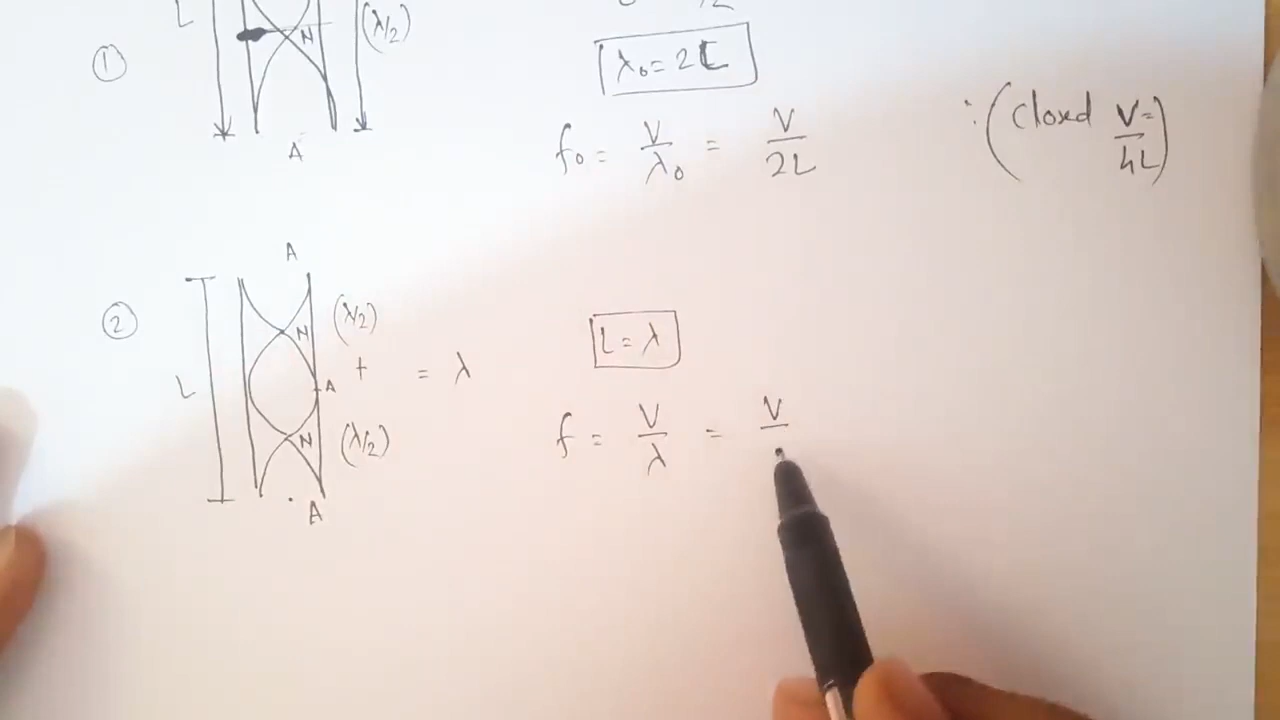 L
N (λ/2)
①
A
λ₀ = 2L
f₀ = V/λ₀ = V/2L
: (Closed V= /4L)
②
A
L
N (λ/2)
A + = λ
N (λ/2)
A
L = λ
f = V/λ = V/